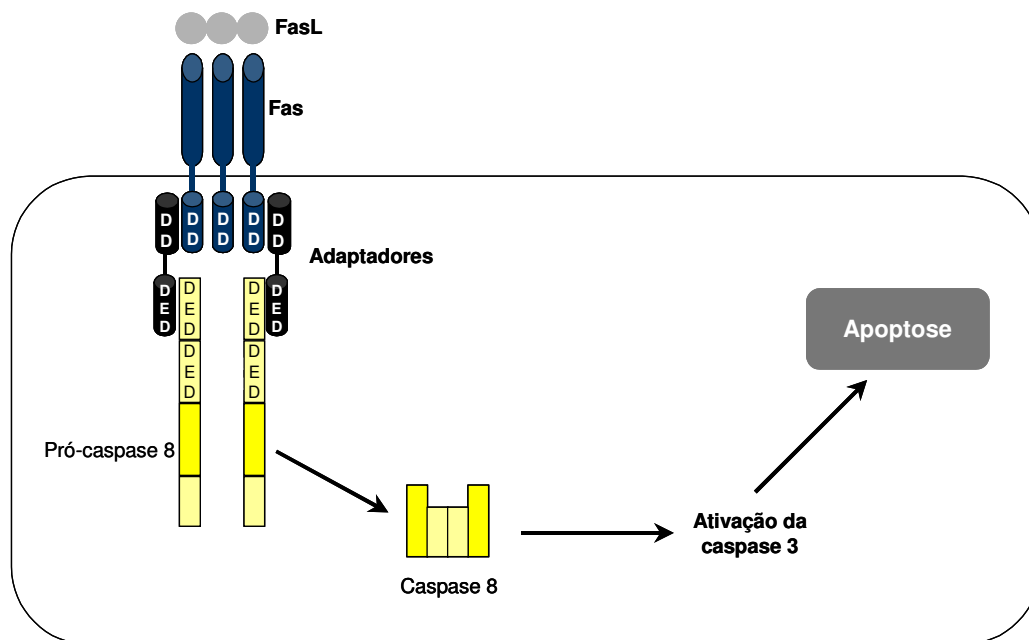 FasL
Fas
D
D
D
D
D
D
D
D
D
D
Adaptadores
D
E
D
D
E
D
D
E
D
D
E
D
D
E
D
D
E
D
Apoptose
Pró-caspase 8
Ativação da
caspase 3
Caspase 8